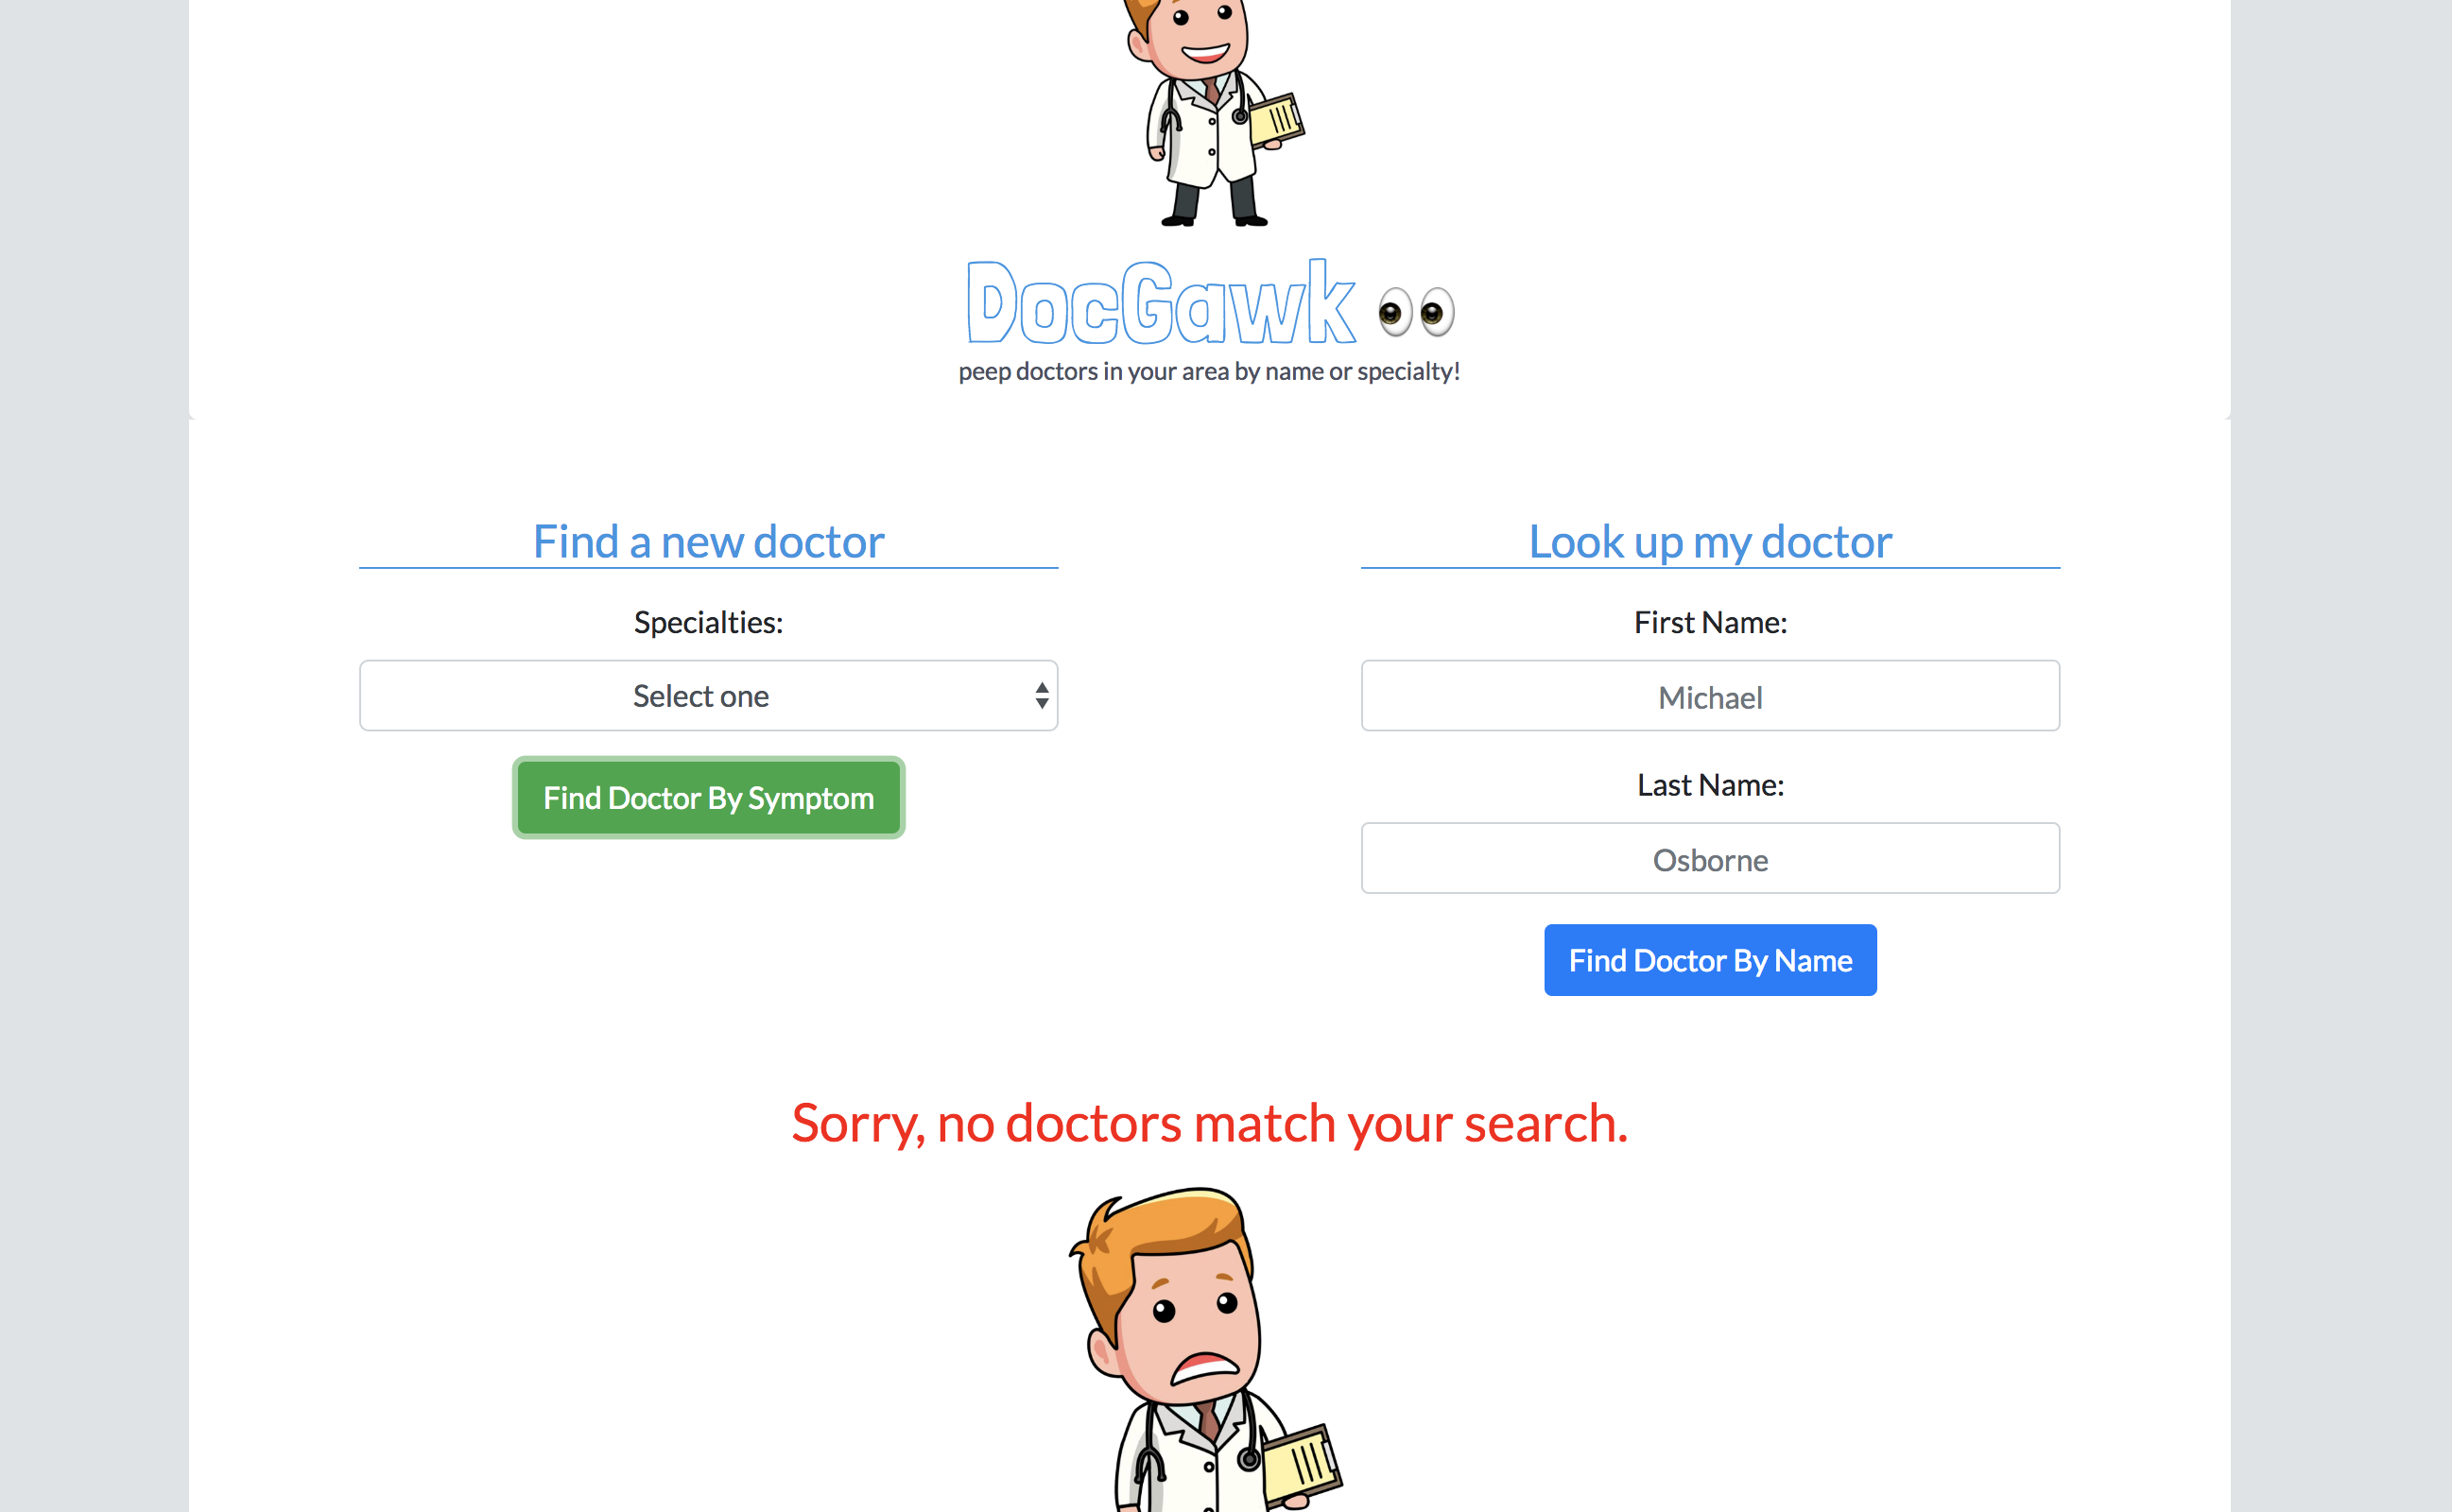 DocGawk 👀
peep doctors in your area by name or specialty!
Find a new doctor
Specialties:
Select one
Find Doctor By Symptom
Look up my doctor
First Name:
Michael
Last Name:
Osborne
Find Doctor By Name
Sorry, no doctors match your search.